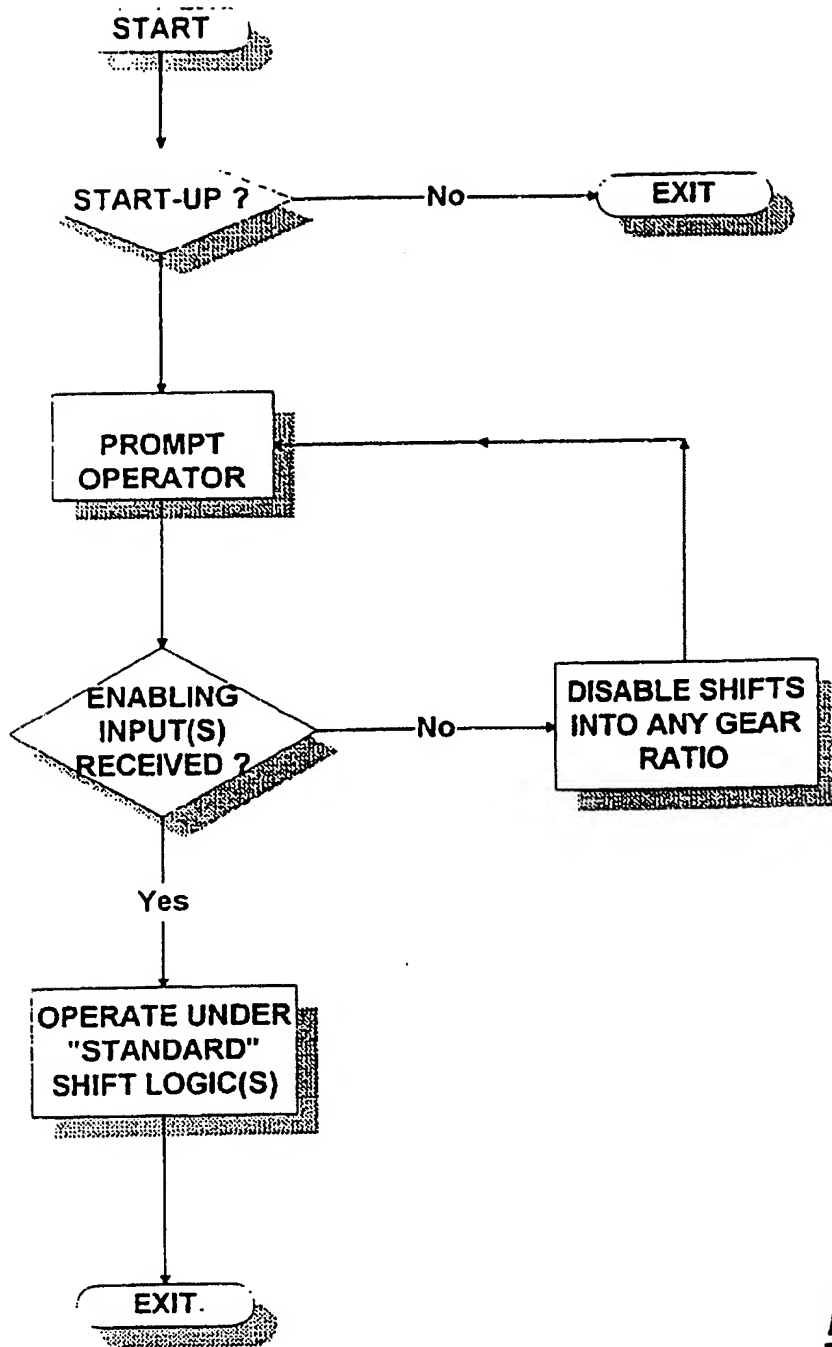 START
START-UP ?
No
EXIT
PROMPT
OPERATOR
ENABLING
INPUT(S)
RECEIVED ?
No
DISABLE SHIFTS
INTO ANY GEAR
RATIO
Yes
OPERATE UNDER
"STANDARD"
SHIFT LOGIC(S)
EXIT.